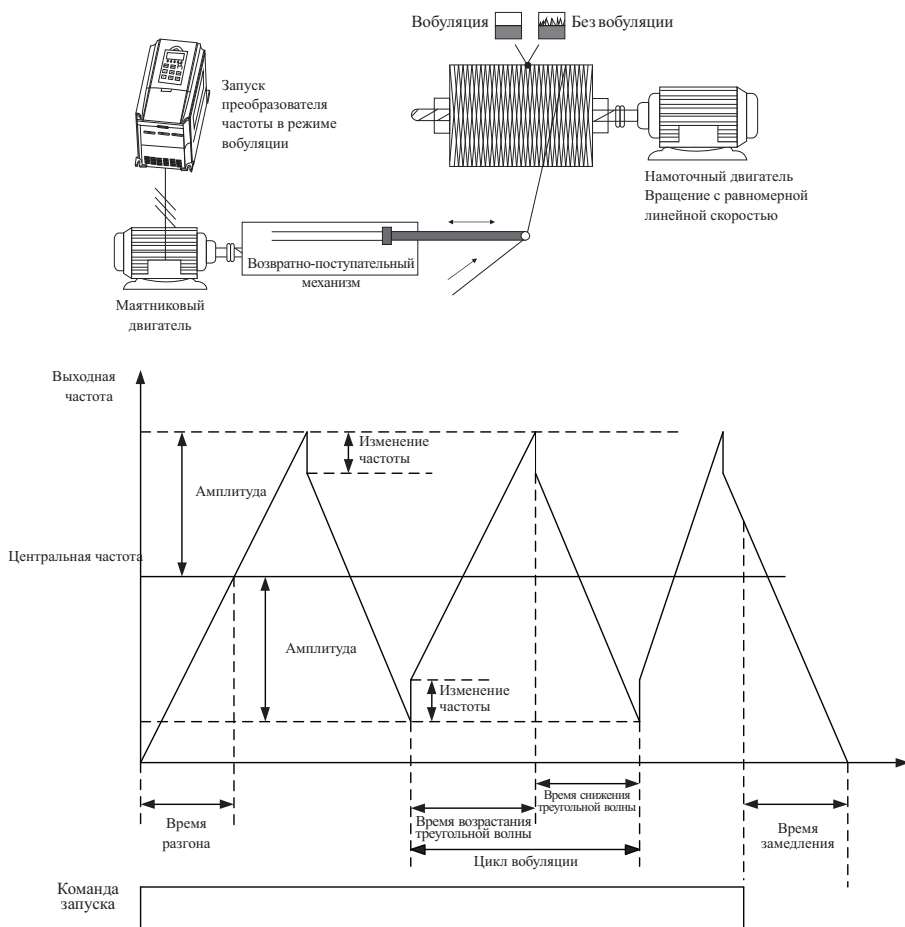 Вобуляция
Без вобуляции
Запуск
преобразователя
частоты в режиме
вобуляции
Намоточный двигатель
Вращение с равномерной
линейной скоростью
Возвратно-поступательный
механизм
Маятниковый
двигатель
Выходная
частота
Изменение
частоты
Амплитуда
Центральная частота
Амплитуда
Изменение
частоты
Время снижения
треугольной волны
Время
разгона
Время возрастания
треугольной волны
Время
замедления
Цикл вобуляции
Команда
запуска